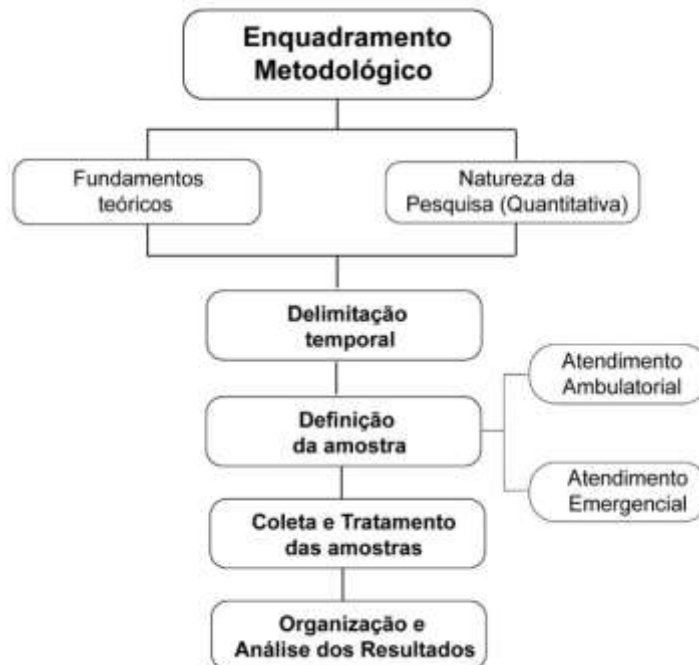 Enquadramento
Metodológico
Fundamentos
teóricos
Natureza da
Pesquisa (Quantitativa)
Delimitação
temporal
Atendimento
Ambulatorial
Definição
da amostra
Atendimento
Emergencial
Coleta e Tratamento
das amostras
Organização e
Análise dos Resultados